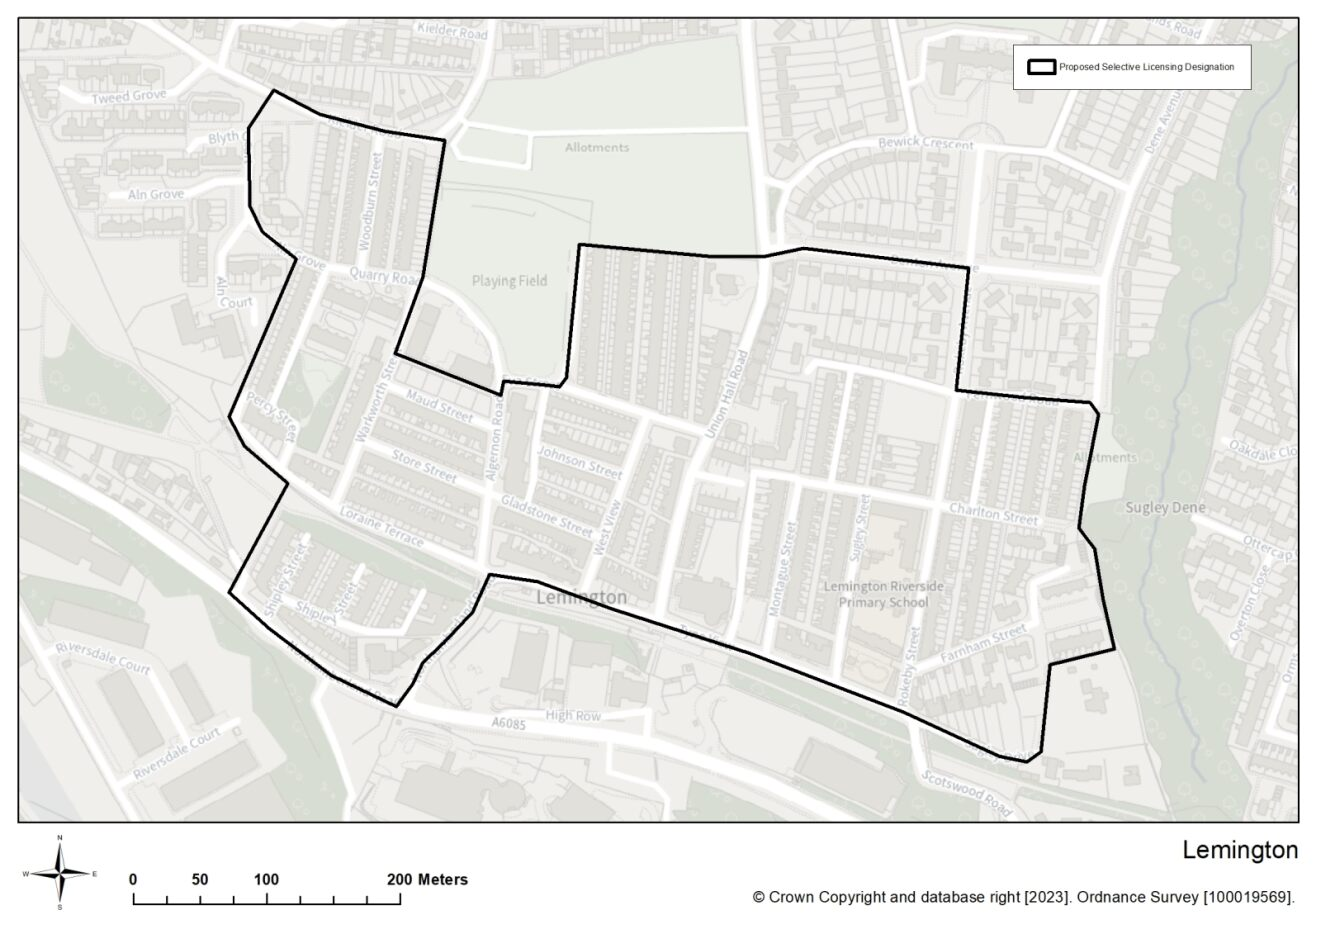 Kielder Road
Proposed Selective Licensing Designation
Tweed Grove
Blyth
Allotments
Bewick Crescent
Dene Avenue
Woodburn Street
Aln Grove
Grove
Quarry Road
Playing Field
Aln Court
Union Hall Road
Percy Street
Warkworth
Maud Street
Algernon Road
Allotments
Oakdale Clo
Store Street
Johnson Street
Gladstone Street
West View
Charlton Street
Sugley Dene
Loraine Terrace
Montague Street
Sugley Street
Ottercap
Shipley Street
Shipley Street
Lemington
Lemington Riverside
Primary School
Overton Close
Farnham Street
Rokeby Street
Riversdale Court
Riversdale Court
A6085
High Row
Scotswood Road
N
W
E
S
0 50 100 200 Meters
Lemington
© Crown Copyright and database right [2023]. Ordnance Survey [100019569].